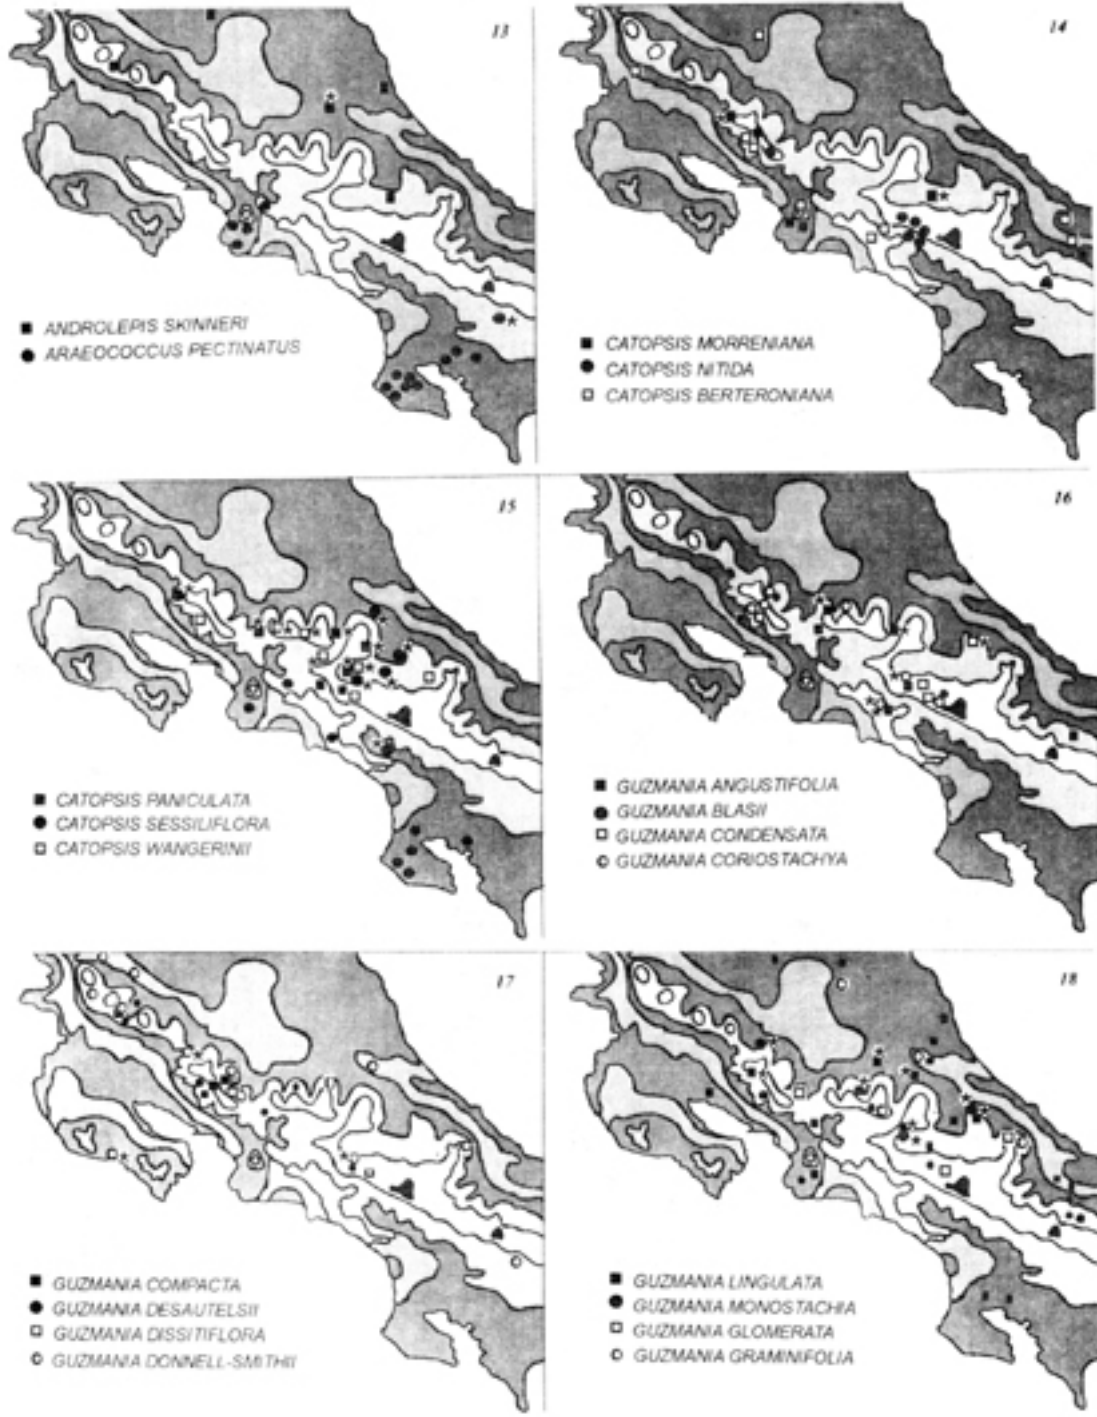 13
ANDROLEPIS SKINNERI
ARAEOCOCCUS PECTINATUS
14
CATOPSIS MORRENIANA
CATOPSIS NITIDA
CATOPSIS BERTERONIANA
15
CATOPSIS PANICULATA
CATOPSIS SESSILIFLORA
CATOPSIS WANGERINII
16
GUZMANIA ANGUSTIFOLIA
GUZMANIA BLASII
GUZMANIA CONDENSATA
GUZMANIA CORIOSTACHYA
17
GUZMANIA COMPACTA
GUZMANIA DESAUTELSII
GUZMANIA DISSITIFLORA
GUZMANIA DONNELL-SMITHII
18
GUZMANIA LINGULATA
GUZMANIA MONOSTACHIA
GUZMANIA GLOMERATA
GUZMANIA GRAMINIFOLIA